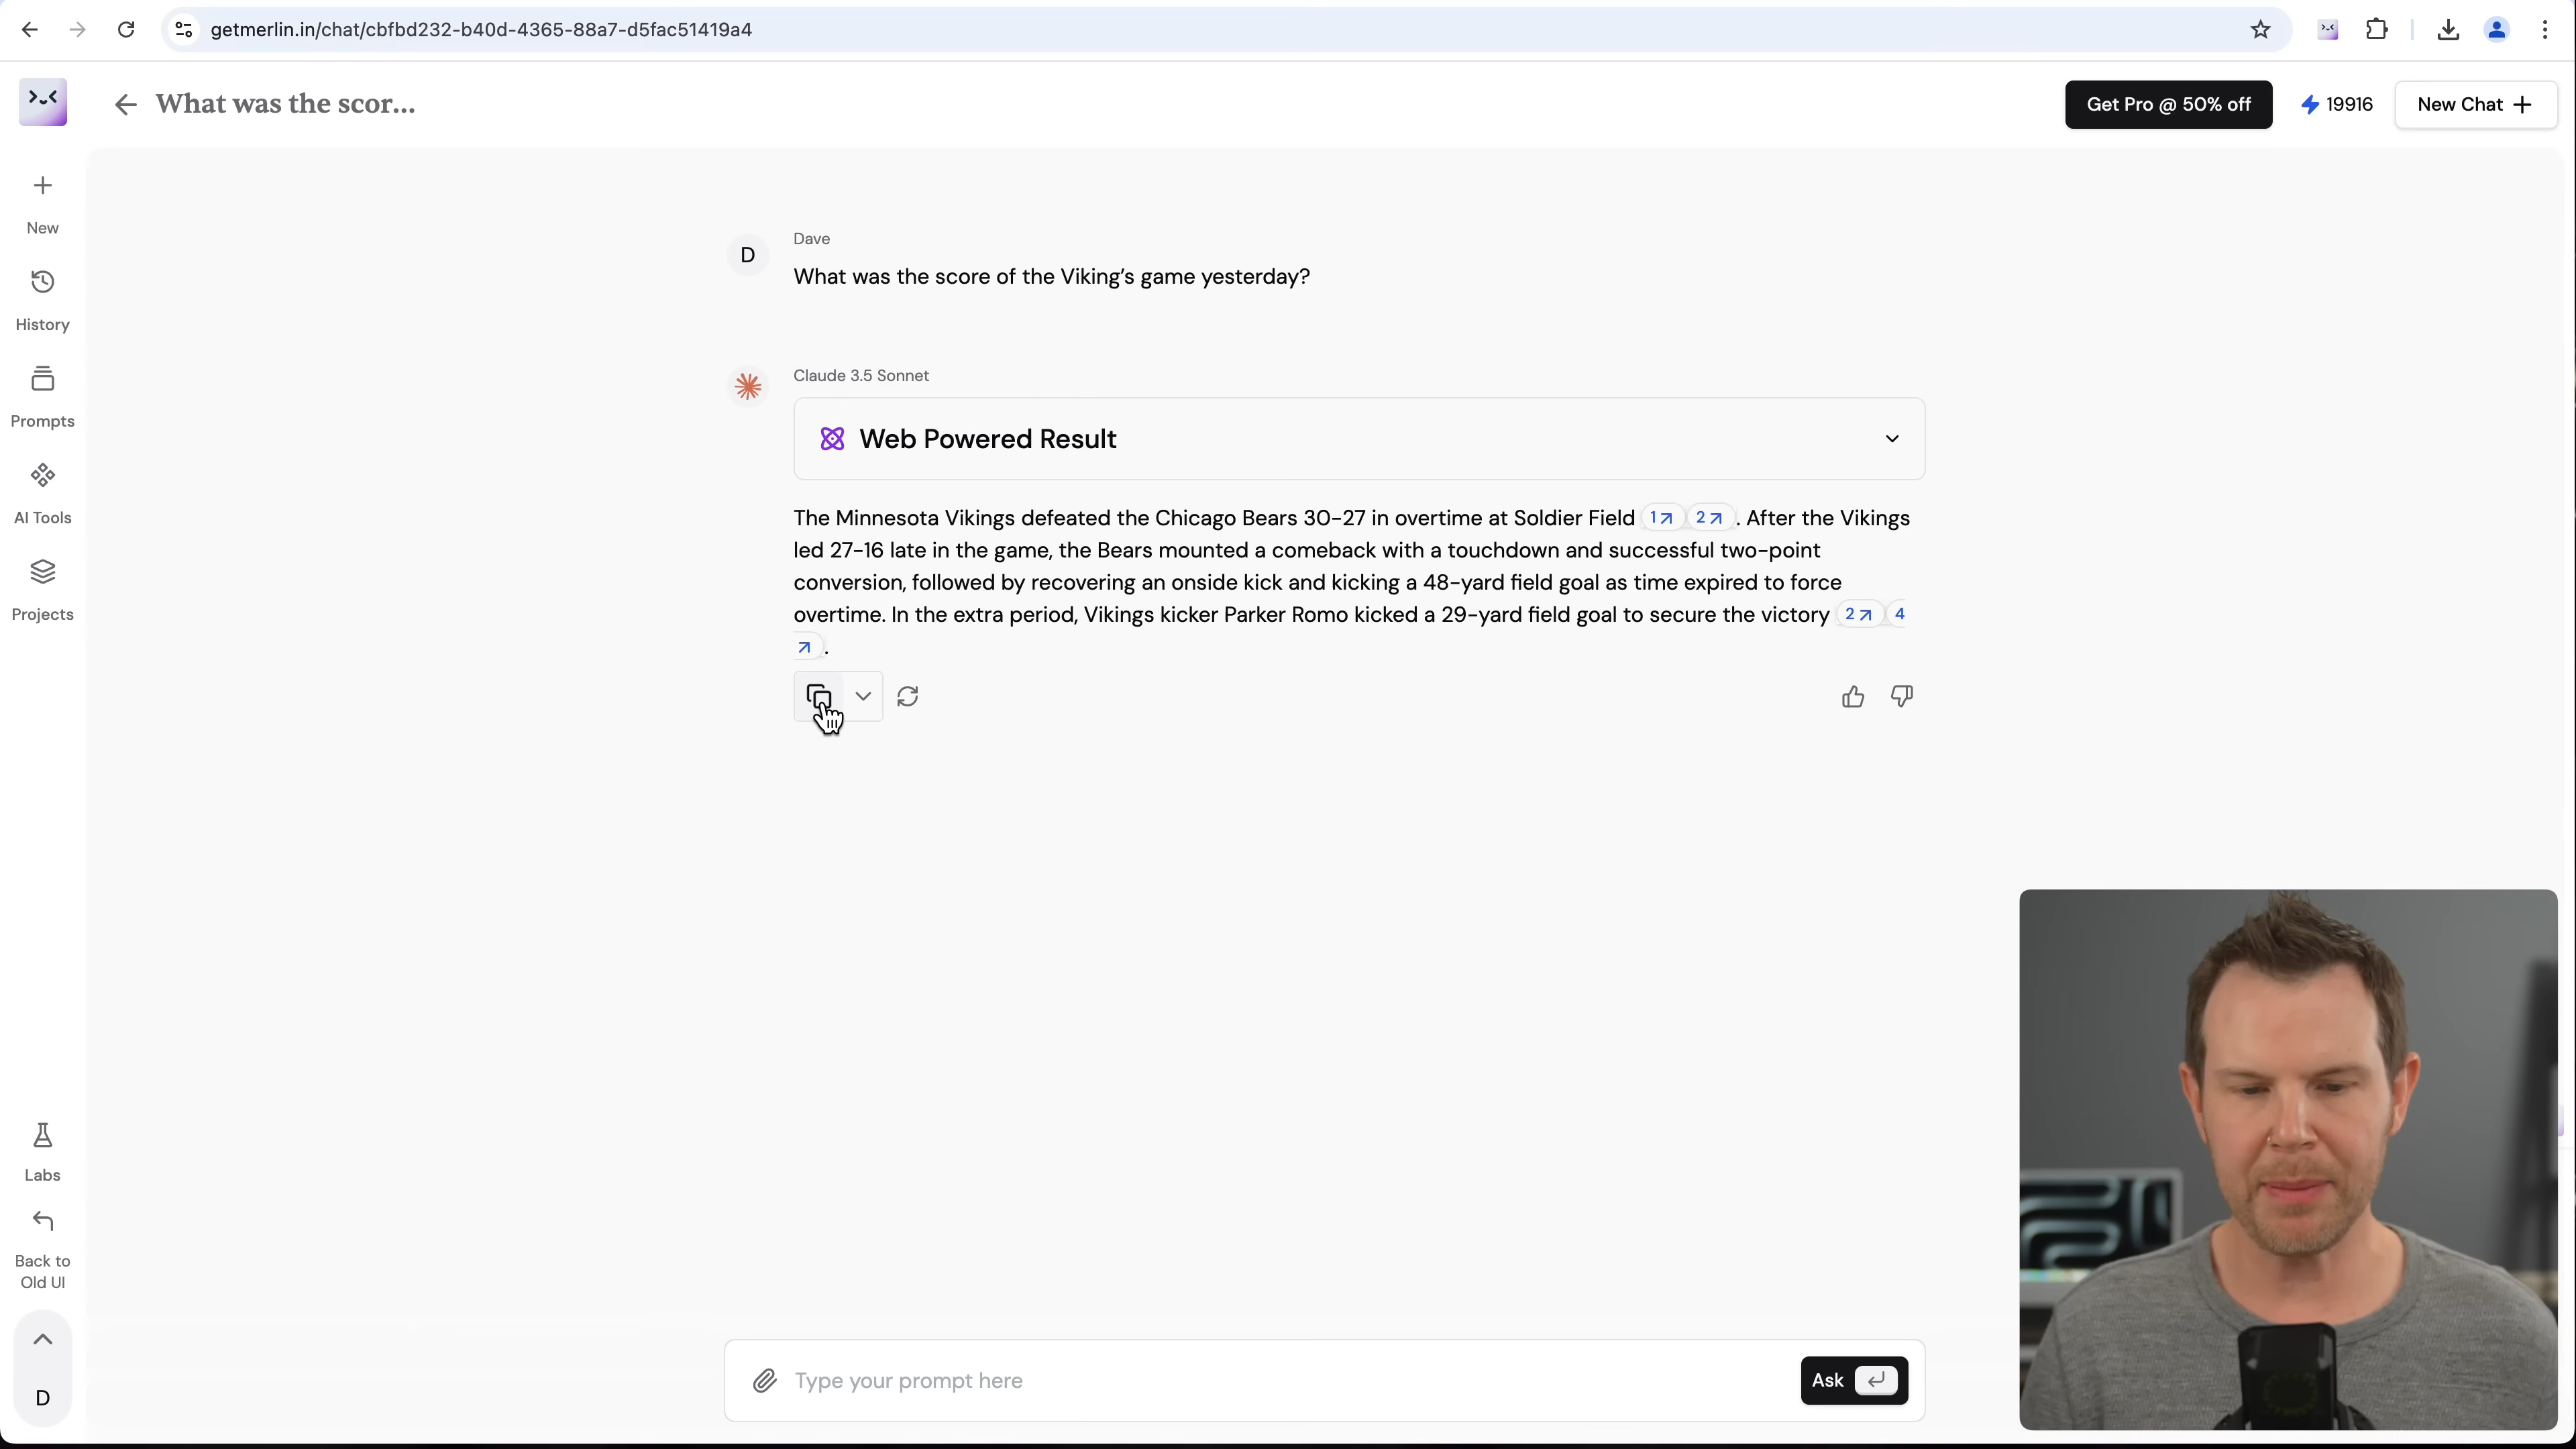 getmerlin.in/chat/cbfbd232-b40d-4365-88a7-d5fac51419a4
What was the scor...
Get Pro @ 50% off
19916
New Chat
New
History
Prompts
AI Tools
Projects
D
Dave
What was the score of the Viking’s game yesterday?
Claude 3.5 Sonnet
Web Powered Result
The Minnesota Vikings defeated the Chicago Bears 30-27 in overtime at Soldier Field 1 2 . After the Vikings
led 27-16 late in the game, the Bears mounted a comeback with a touchdown and successful two-point
conversion, followed by recovering an onside kick and kicking a 48-yard field goal as time expired to force
overtime. In the extra period, Vikings kicker Parker Romo kicked a 29-yard field goal to secure the victory 2 4
.
Labs
Back to
Old UI
D
Type your prompt here
Ask